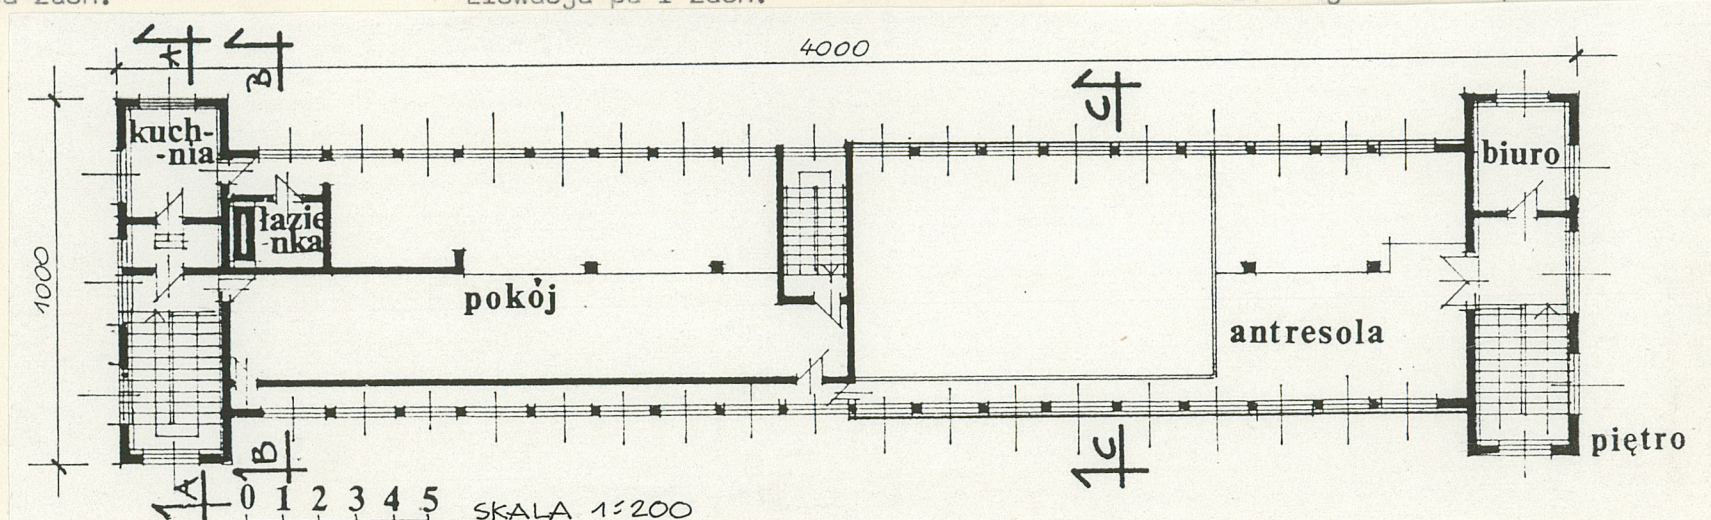 4000
A
B
C
kuch-
-nia
biuro
łazie
-nka
1000
pokój
antresola
piętro
B
C
A
0 1 2 3 4 5
SKALA 1:200